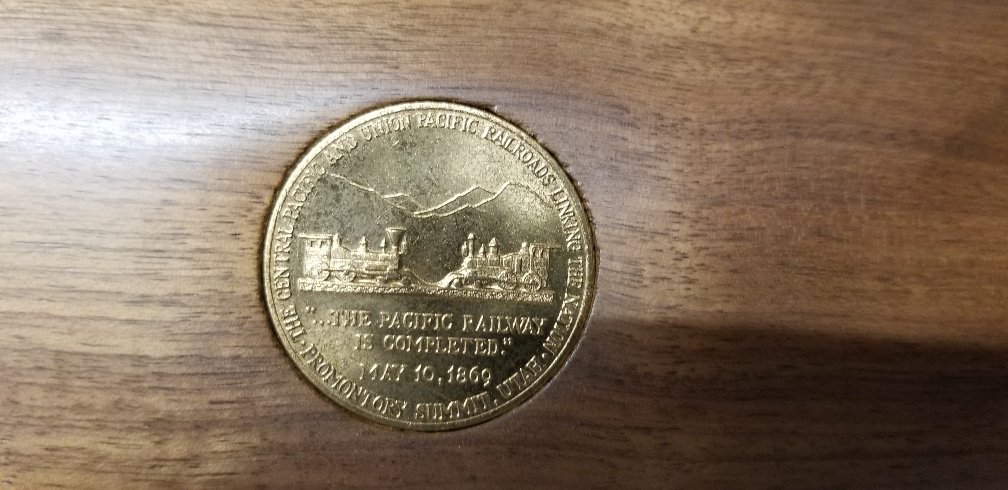 THE CENTRAL PACIFIC AND UNION PACIFIC RAILROADS LINKING THE NATION
"...THE PACIFIC RAILWAY
IS COMPLETED."
MAY 10, 1869
• PROMONTORY SUMMIT, UTAH •